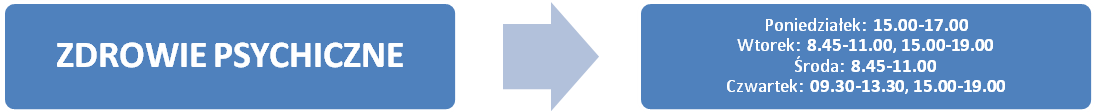 ZDROWIE PSYCHICZNE
Poniedziałek: 15.00-17.00
Wtorek: 8.45-11.00, 15.00-19.00
Środa: 8.45-11.00
Czwartek: 09.30-13.30, 15.00-19.00